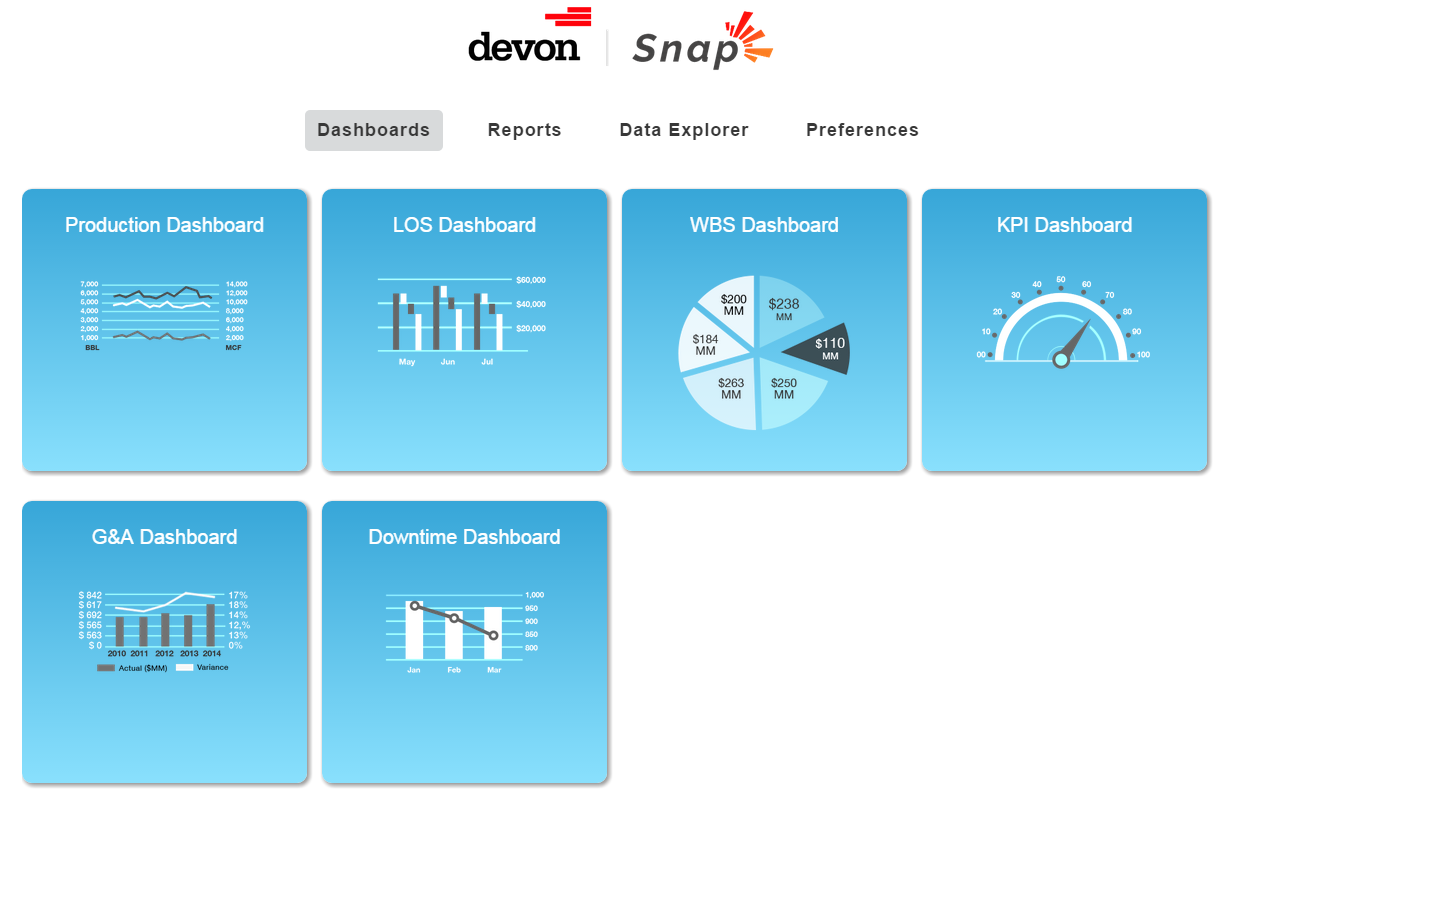 devon
Snap
Dashboards Reports Data Explorer Preferences
Production Dashboard
7,000 14,000
6,000 12,000
5,000 10,000
4,000 8,000
3,000 6,000
2,000 4,000
1,000 2,000
BBL MCF
LOS Dashboard
$60,000
$40,000
$20,000
May Jun Jul
WBS Dashboard
$200 MM
$238 MM
$184 MM
$110 MM
$263 MM
$250 MM
KPI Dashboard
00 10 20 30 40 50 60 70 80 90 100
G&A Dashboard
$ 842 17%
$ 617 18%
$ 692 14%
$ 565 12,%
$ 563 13%
$ 0 0%
2010 2011 2012 2013 2014
Actual ($MM) Variance
Downtime Dashboard
1,000
950
900
850
800
Jan Feb Mar